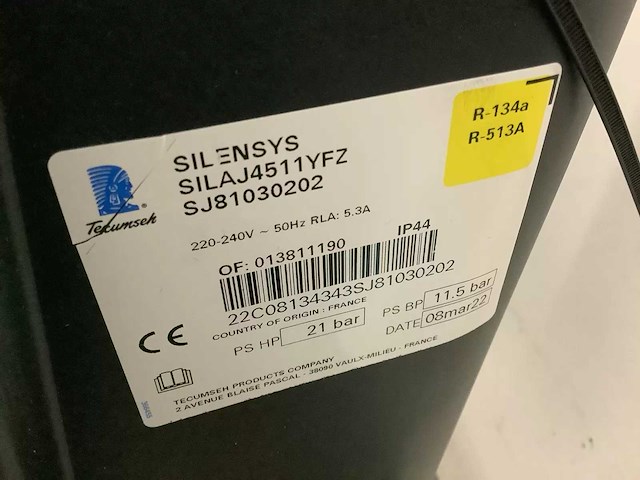 R-134a
R-513A
SILENSYS
SILAJ4511YFZ
SJ81030202
Tecumseh
220-240V ~ 50Hz RLA: 5,3A
OF: 013811190 IP44
22C08134343SJ81030202
COUNTRY OF ORIGIN : FRANCE
CE
PS HP 21 bar PS BP 11.5 bar
DATE 08mar22
TECUMSEH PRODUCTS COMPANY
2 AVENUE BLAISE PASCAL - 38090 VAULX-MILIEU - FRANCE